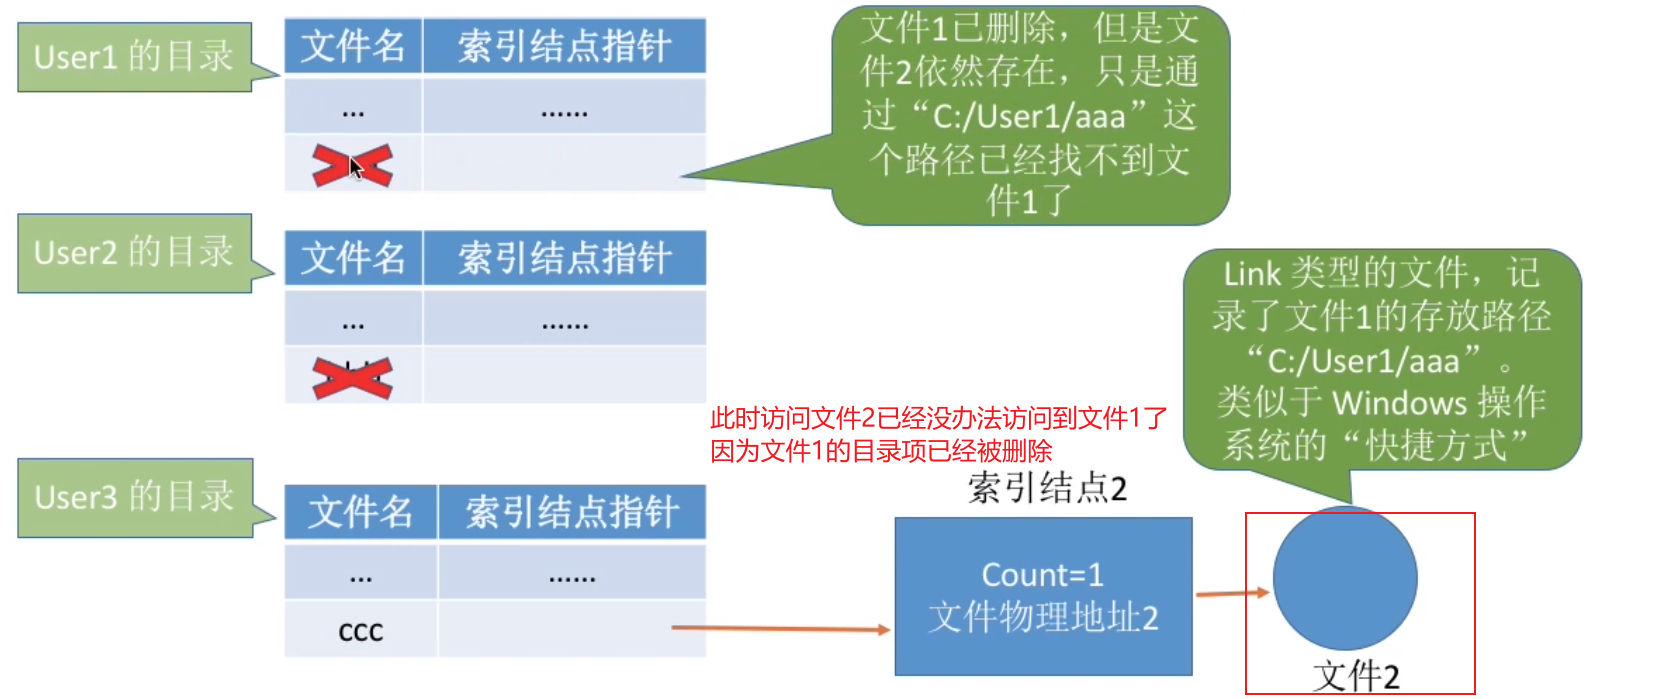 User1 的目录
文件名 索引结点指针
... ......
文件1已删除，但是文
件2依然存在，只是通
过“C:/User1/aaa”这
个路径已经找不到文
件1了
User2 的目录
文件名 索引结点指针
... ......
Link 类型的文件，记
录了文件1的存放路径
“C:/User1/aaa”。
类似于 Windows 操作
系统的“快捷方式”
此时访问文件2已经没办法访问到文件1了
因为文件1的目录项已经被删除
User3 的目录
文件名 索引结点指针
... ......
ccc
索引结点2
Count=1
文件物理地址2
文件2